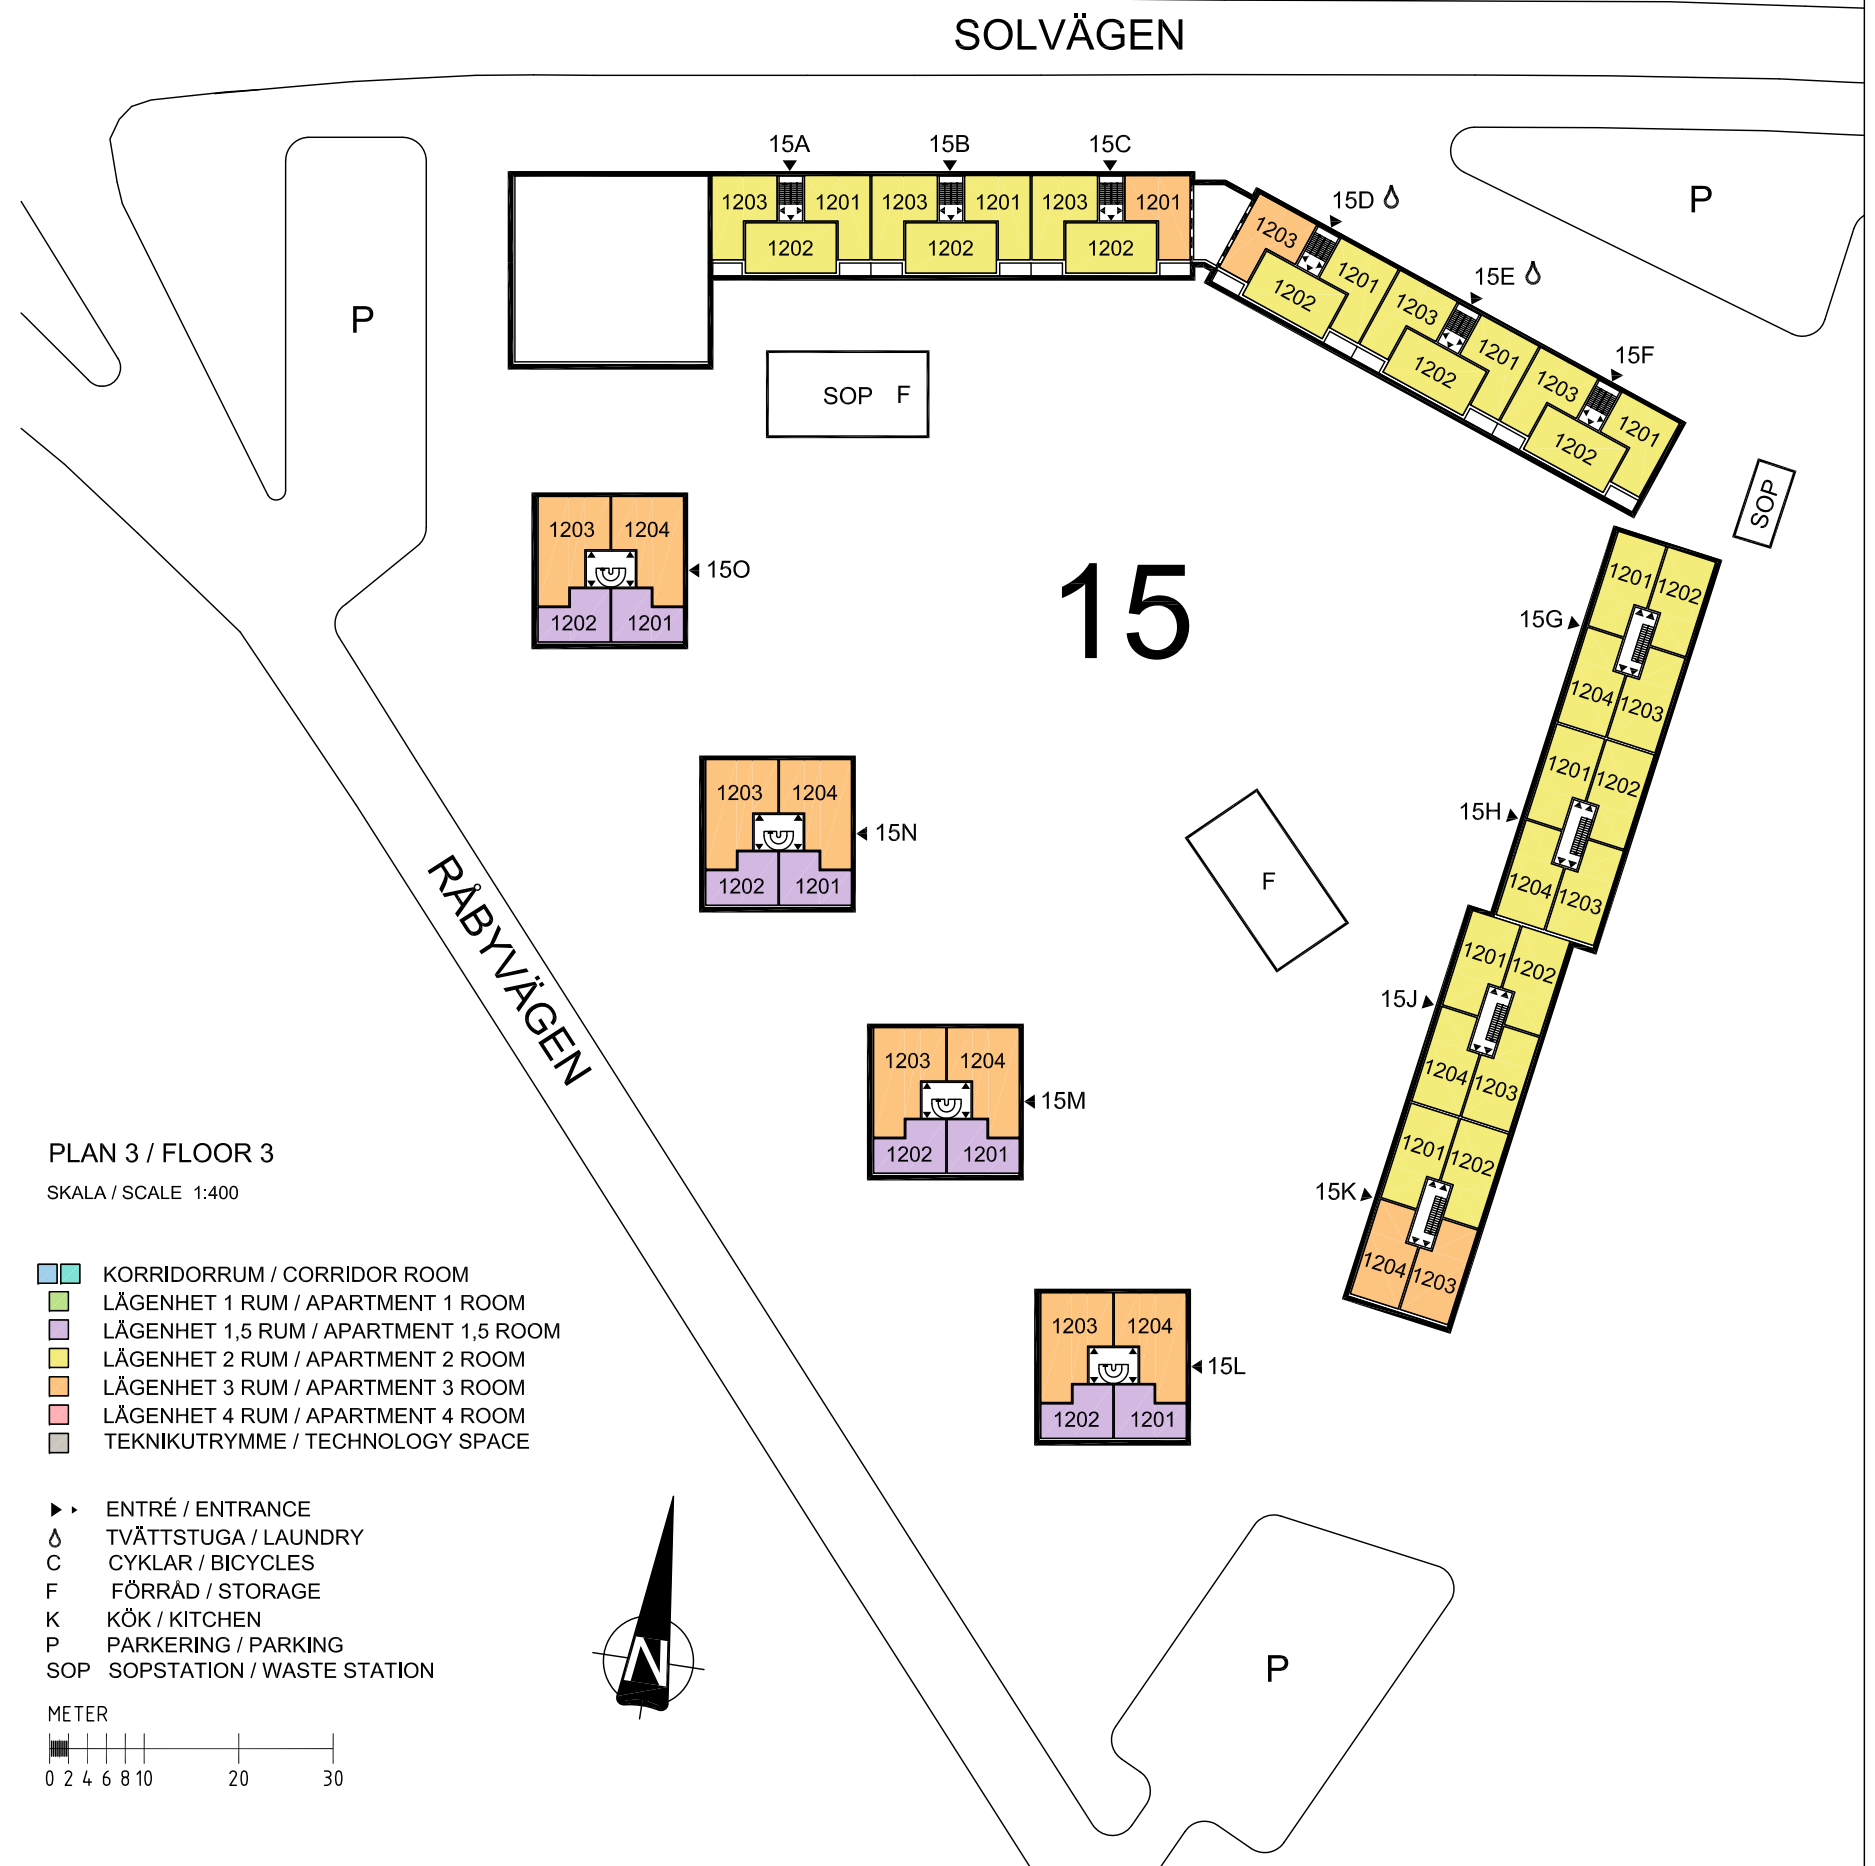 SOLVÄGEN
15A
15B
15C
1203
1201
1202
1203
1201
1202
1203
1201
1202
15D
15E
15F
1203
1201
1202
1203
1201
1202
1203
1201
1202
P
P
SOP F
SOP
15
1203 1204
1202 1201
15O
1203 1204
1202 1201
15N
1203 1204
1202 1201
15M
1203 1204
1202 1201
15L
15G
1201 1202
1204 1203
15H
1201 1202
1204 1203
15J
1201 1202
1204 1203
15K
1201 1202
1204 1203
F
RÅBYVÄGEN
P
PLAN 3 / FLOOR 3
SKALA / SCALE 1:400
KORRIDORRUM / CORRIDOR ROOM
LÄGENHET 1 RUM / APARTMENT 1 ROOM
LÄGENHET 1,5 RUM / APARTMENT 1,5 ROOM
LÄGENHET 2 RUM / APARTMENT 2 ROOM
LÄGENHET 3 RUM / APARTMENT 3 ROOM
LÄGENHET 4 RUM / APARTMENT 4 ROOM
TEKNIKUTRYMME / TECHNOLOGY SPACE
ENTRÉ / ENTRANCE
TVÄTTSTUGA / LAUNDRY
C CYKLAR / BICYCLES
F FÖRRÅD / STORAGE
K KÖK / KITCHEN
P PARKERING / PARKING
SOP SOPSTATION / WASTE STATION
METER
0 2 4 6 8 10 20 30
N